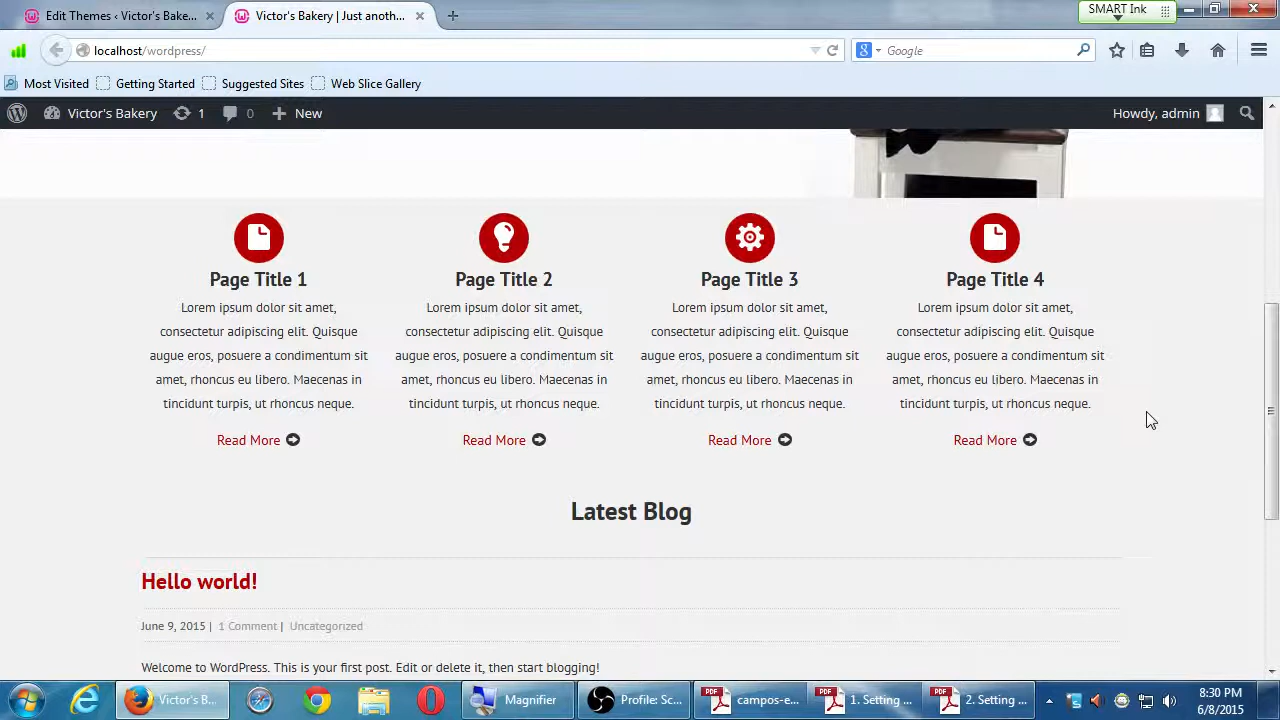 Edit Themes ‹ Victor's Bake...
Victor's Bakery | Just anoth...
SMART Ink
localhost/wordpress/
Google
Most Visited
Getting Started
Suggested Sites
Web Slice Gallery
Victor's Bakery
1
0
New
Howdy, admin
Page Title 1
Lorem ipsum dolor sit amet,
consectetur adipiscing elit. Quisque
augue eros, posuere a condimentum sit
amet, rhoncus eu libero. Maecenas in
tincidunt turpis, ut rhoncus neque.
Read More
Page Title 2
Lorem ipsum dolor sit amet,
consectetur adipiscing elit. Quisque
augue eros, posuere a condimentum sit
amet, rhoncus eu libero. Maecenas in
tincidunt turpis, ut rhoncus neque.
Read More
Page Title 3
Lorem ipsum dolor sit amet,
consectetur adipiscing elit. Quisque
augue eros, posuere a condimentum sit
amet, rhoncus eu libero. Maecenas in
tincidunt turpis, ut rhoncus neque.
Read More
Page Title 4
Lorem ipsum dolor sit amet,
consectetur adipiscing elit. Quisque
augue eros, posuere a condimentum sit
amet, rhoncus eu libero. Maecenas in
tincidunt turpis, ut rhoncus neque.
Read More
Latest Blog
Hello world!
June 9, 2015 | 1 Comment | Uncategorized
Welcome to WordPress. This is your first post. Edit or delete it, then start blogging!
Victor's B...
Magnifier
Profile: Sc...
campos-e...
1. Setting ...
2. Setting ...
8:30 PM
6/8/2015